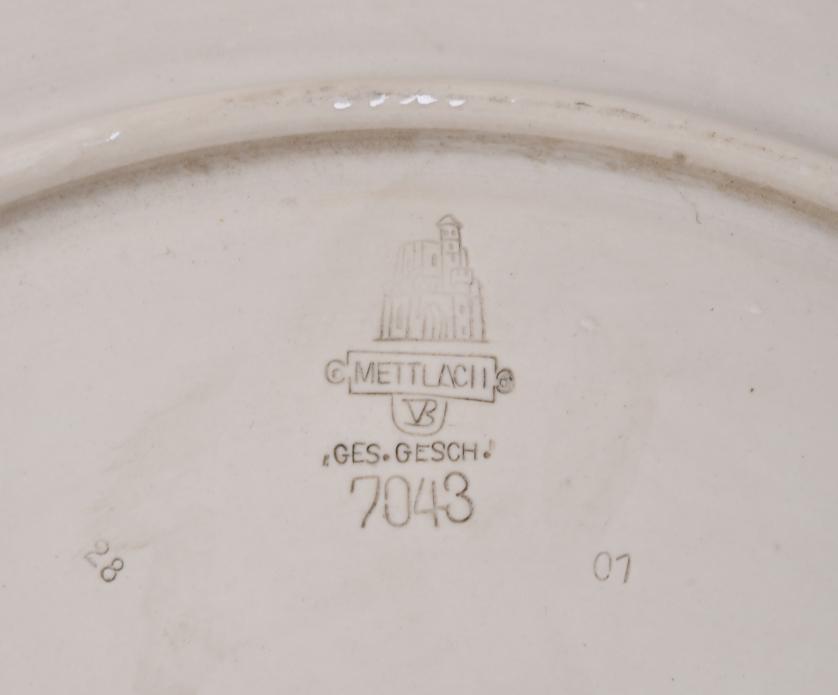 METTLACH
VB
GES. GESCH.
7043
28
07